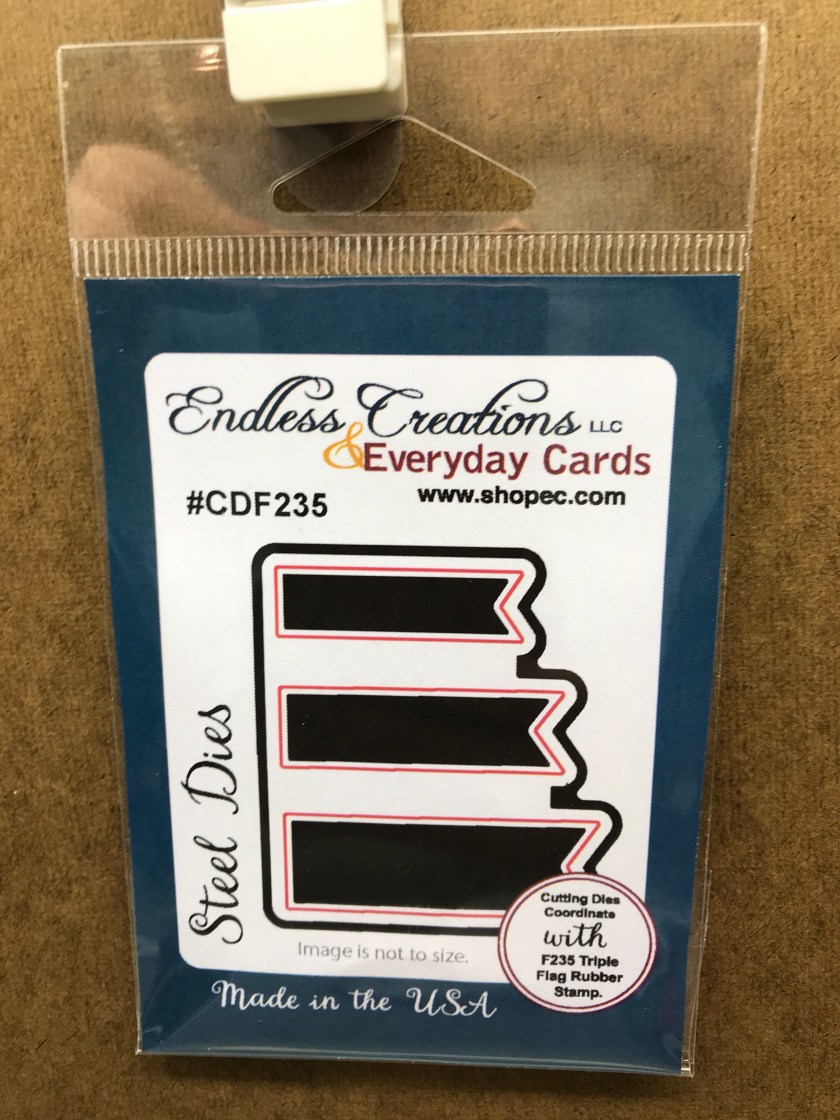 Endless Creations LLC
& Everyday Cards
www.shopec.com
#CDF235
Steel Dies
Image is not to size.
Cutting Dies
Coordinate
with
F235 Triple
Flag Rubber
Stamp.
Made in the USA